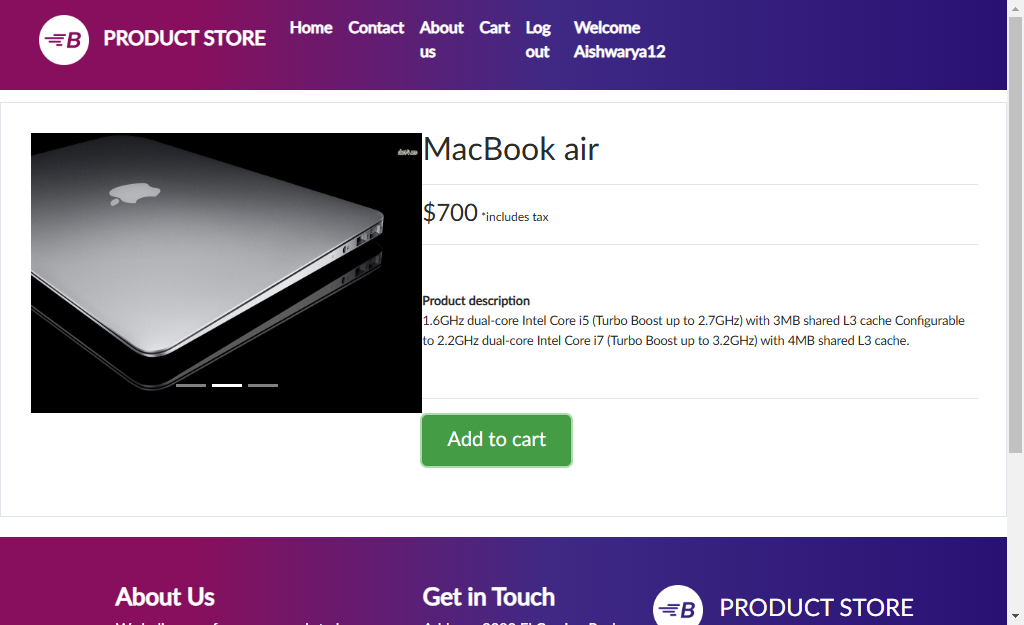 B PRODUCT STORE Home Contact About us Cart Log out Welcome Aishwarya12
MacBook air
$700 *includes tax
Product description
1.6GHz dual-core Intel Core i5 (Turbo Boost up to 2.7GHz) with 3MB shared L3 cache Configurable
to 2.2GHz dual-core Intel Core i7 (Turbo Boost up to 3.2GHz) with 4MB shared L3 cache.
Add to cart
About Us
Get in Touch
B PRODUCT STORE